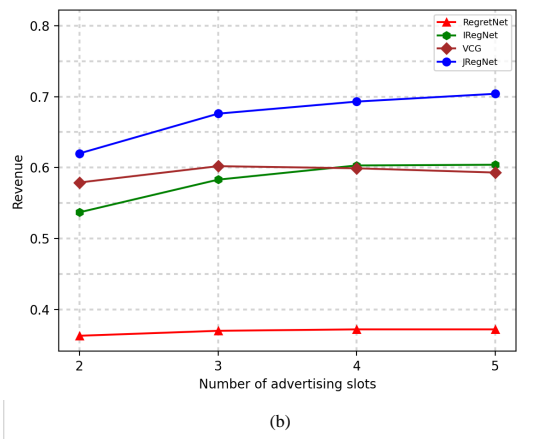 0.8
0.7
0.6
0.5
0.4
Revenue
RegretNet
IRegNet
VCG
JRegNet
2 3 4 5
Number of advertising slots
(b)